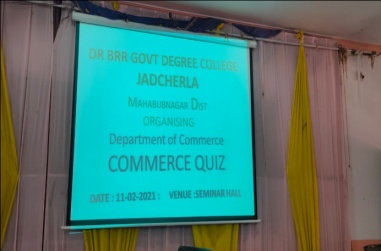 DR BRR GOVT DEGREE COLLEGE,
JADCHERLA
MAHABUBNAGAR DIST
ORGANISING
Department of Commerce
COMMERCE QUIZ
DATE : 11-02-2021 : VENUE :SEMINAR HALL